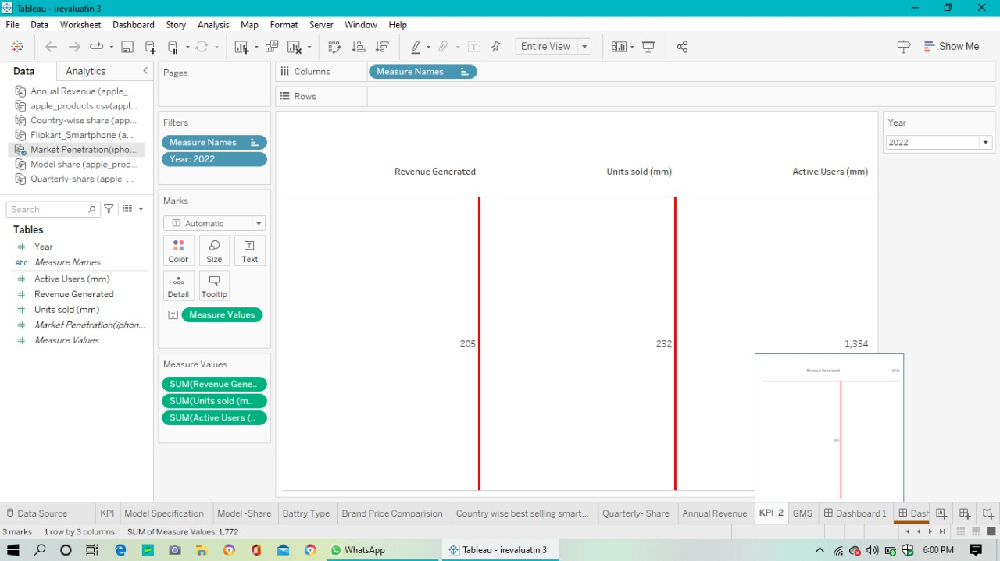 Tableau - irevaluatin 3
File Data Worksheet Dashboard Story Analysis Map Format Server Window Help
Entire View
Show Me
Data Analytics
Pages
Columns Measure Names
Rows
Annual Revenue (apple_...
apple_products.csv(appl...
Country-wise share (app...
Flipkart_Smartphone (a...
Market Penetration(ipho...
Model share (apple_prod...
Quarterly-share (apple_...
Search
Tables
Year
Abc Measure Names
Active Users (mm)
Revenue Generated
Units sold (mm)
Market Penetration(iphon...
Measure Values
Filters
Measure Names
Year: 2022
Marks
Automatic
Color Size Text
Detail Tooltip
Measure Values
Measure Values
SUM(Revenue Gene..
SUM(Units sold (m..
SUM(Active Users (..
Revenue Generated Units sold (mm) Active Users (mm)
205 232 1,334
Year
2022
Revenue Generated Unit
Data Source KPI Model Specification Model -Share Battry Type Brand Price Comparision Country wise best selling smart... Quarterly- Share Annual Revenue KPI_2 GMS Dashboard 1 Dash
3 marks 1 row by 3 columns SUM of Measure Values: 1,772
WhatsApp Tableau - irevaluatin 3 6:00 PM